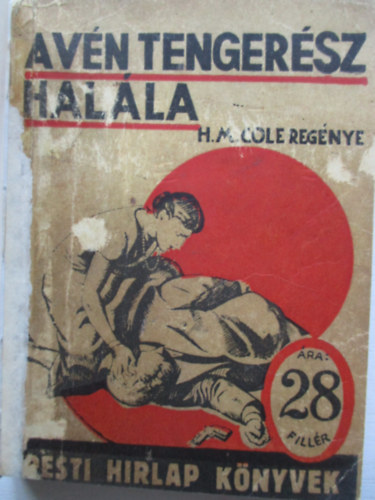 A VÉN TENGERÉSZ
HALÁLA
H. M. COLE REGÉNYE
ÁRA:
28
FILLÉR
PESTI HIRLAP KÖNYVEK